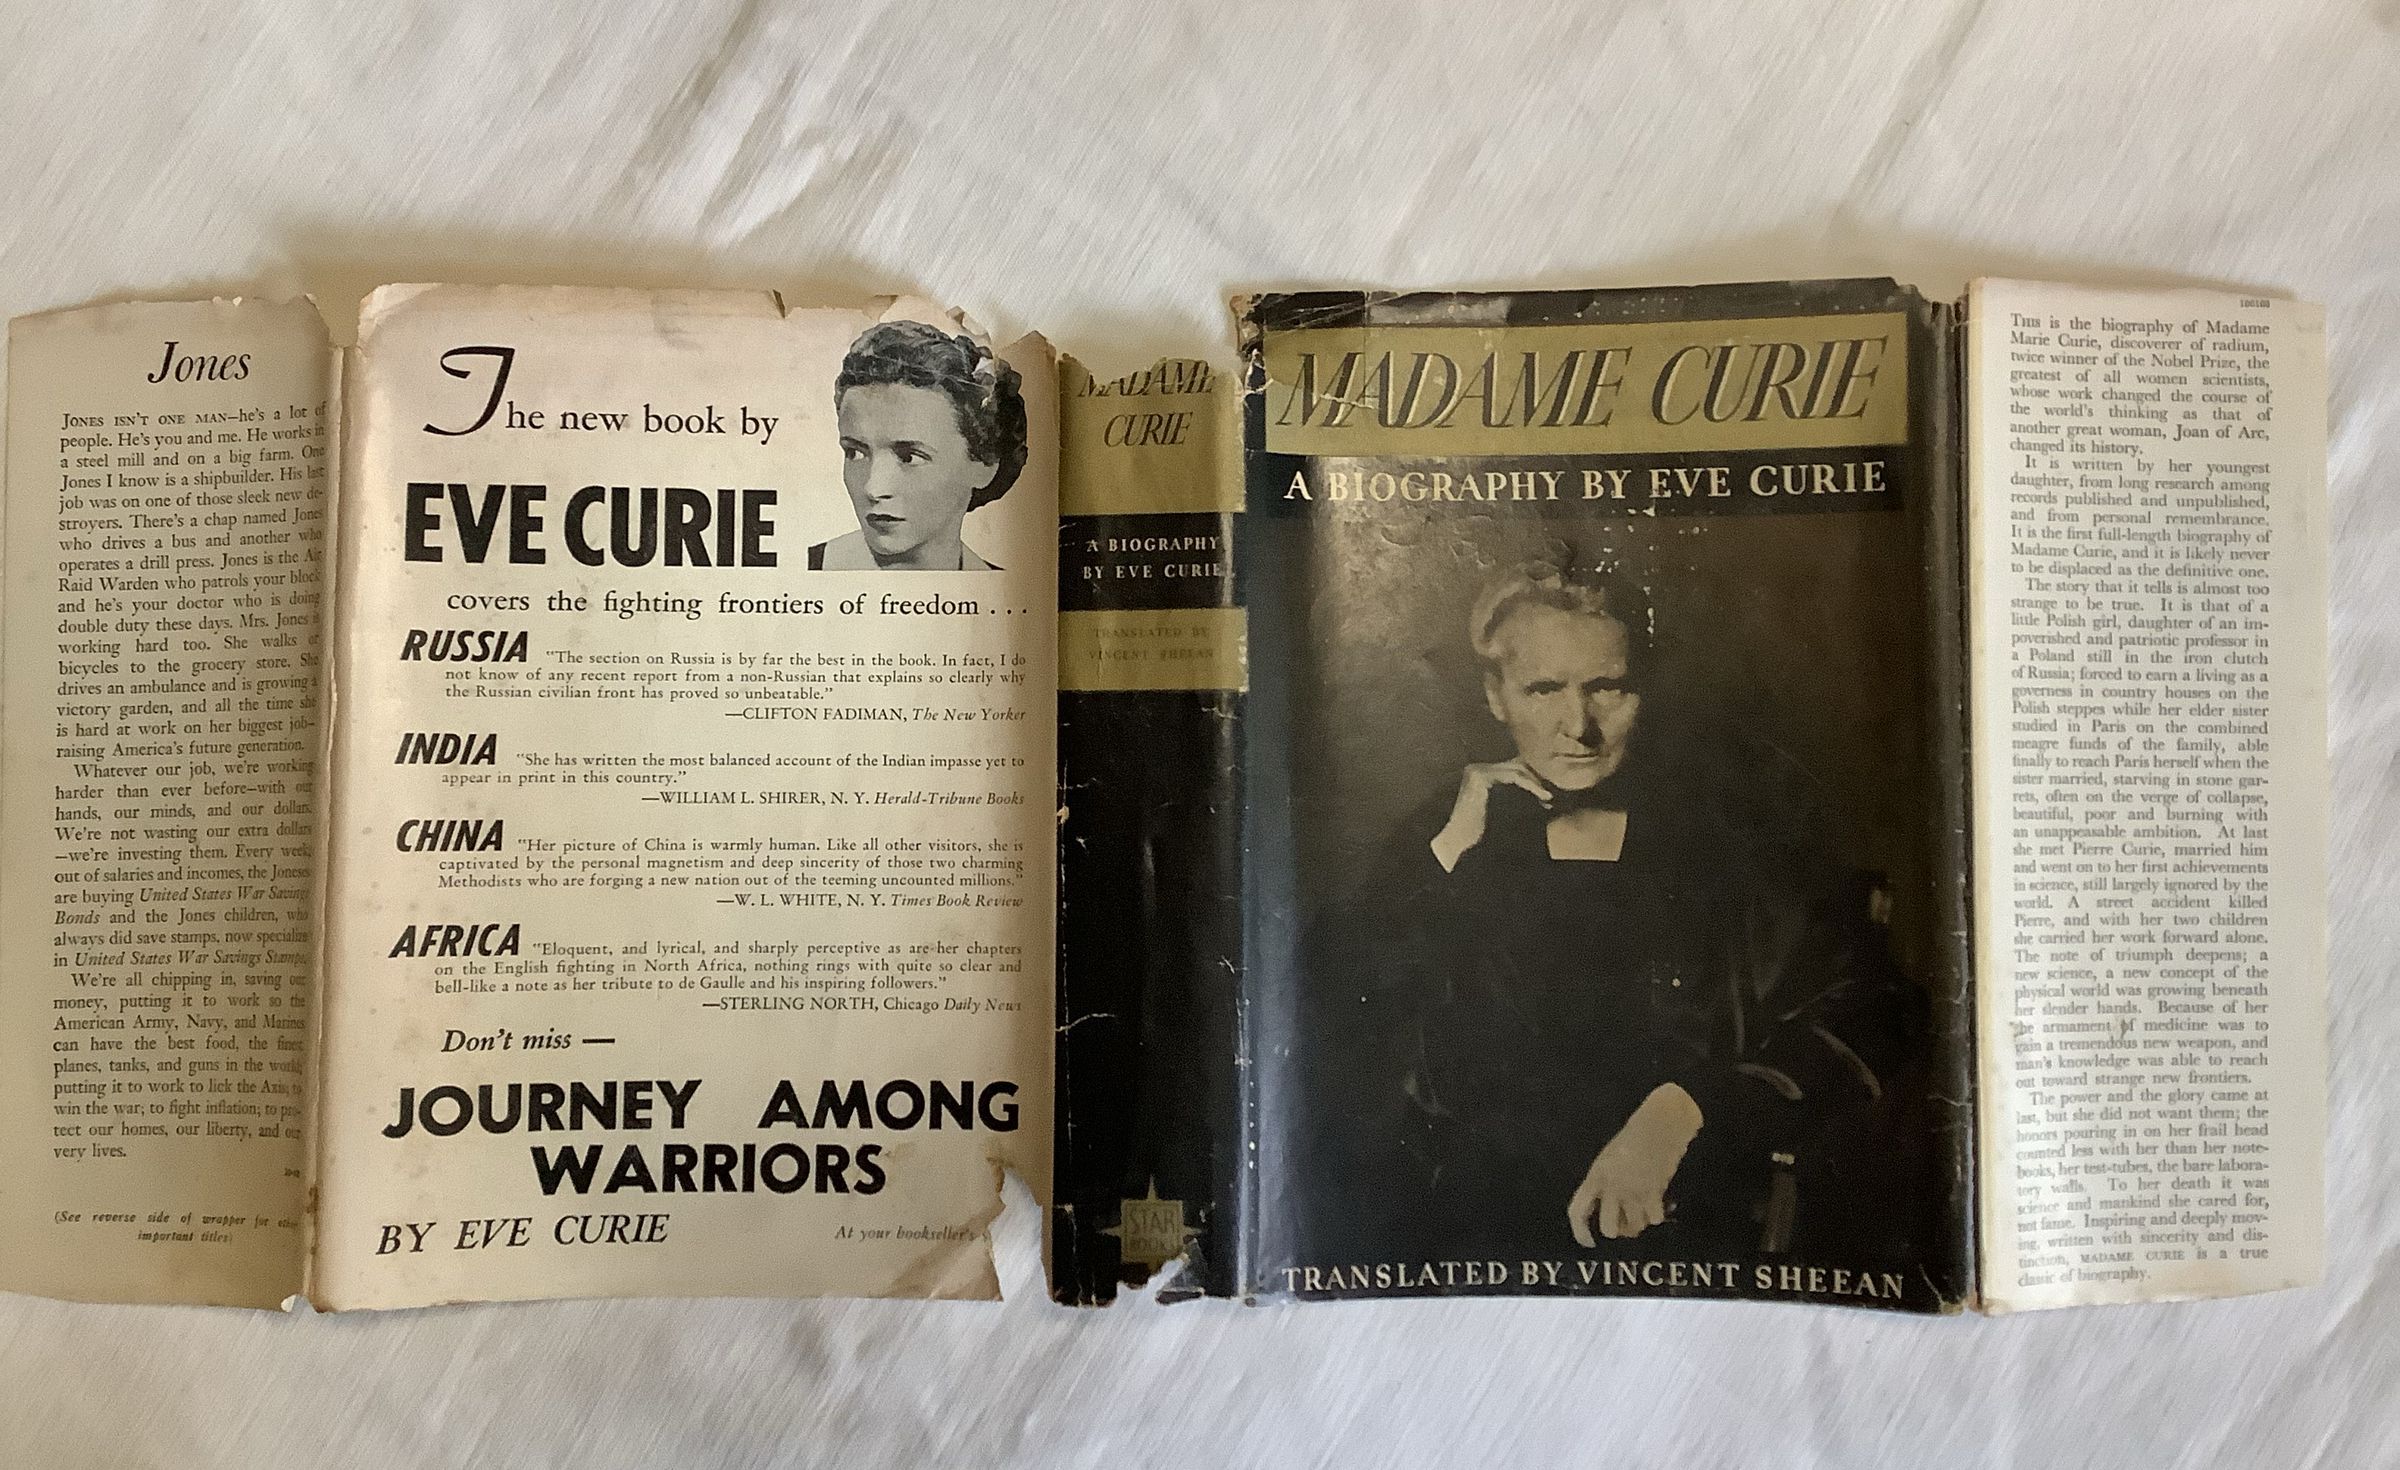 Jones
JONES ISN'T ONE MAN—he's a lot of
people. He's you and me. He works in
a steel mill and on a big farm. One
Jones I know is a shipbuilder. His last
job was on one of those sleek new de-
stroyers. There's a chap named Jones
who drives a bus and another who
operates a drill press. Jones is the Air
Raid Warden who patrols your block
and he's your doctor who is doing
double duty these days. Mrs. Jones is
working hard too. She walks or
bicycles to the grocery store. She
drives an ambulance and is growing a
victory garden, and all the time she
is hard at work on her biggest job—
raising America's future generation.
Whatever our job, we're working
harder than ever before—with our
hands, our minds, and our dollars.
We're not wasting our extra dollars
—we're investing them. Every week,
out of salaries and incomes, the Joneses
are buying United States War Savings
Bonds and the Jones children, who
always did save stamps, now specialize
in United States War Savings Stamps.
We're all chipping in, saving our
money, putting it to work so the
American Army, Navy, and Marines
can have the best food, the finest
planes, tanks, and guns in the world;
putting it to work to lick the Axis; to
win the war; to fight inflation; to pro-
tect our homes, our liberty, and our
very lives.
(See reverse side of wrapper for other
important titles)
The new book by
EVE CURIE
covers the fighting frontiers of freedom . . .
RUSSIA "The section on Russia is by far the best in the book. In fact, I do
not know of any recent report from a non-Russian that explains so clearly why
the Russian civilian front has proved so unbeatable."
—CLIFTON FADIMAN, The New Yorker
INDIA "She has written the most balanced account of the Indian impasse yet to
appear in print in this country."
—WILLIAM L. SHIRER, N. Y. Herald-Tribune Books
CHINA "Her picture of China is warmly human. Like all other visitors, she is
captivated by the personal magnetism and deep sincerity of those two charming
Methodists who are forging a new nation out of the teeming uncounted millions."
—W. L. WHITE, N. Y. Times Book Review
AFRICA "Eloquent, and lyrical, and sharply perceptive as are her chapters
on the English fighting in North Africa, nothing rings with quite so clear and
bell-like a note as her tribute to de Gaulle and his inspiring followers."
—STERLING NORTH, Chicago Daily News
Don't miss —
JOURNEY AMONG
WARRIORS
BY EVE CURIE
At your bookseller's
MADAME
CURIE
A BIOGRAPHY
BY EVE CURIE
TRANSLATED BY
VINCENT SHEEAN
STAR
BOOKS
MADAME CURIE
A BIOGRAPHY BY EVE CURIE
TRANSLATED BY VINCENT SHEEAN
THIS is the biography of Madame
Marie Curie, discoverer of radium,
twice winner of the Nobel Prize, the
greatest of all women scientists,
whose work changed the course of
the world's thinking as that of
another great woman, Joan of Arc,
changed its history.
It is written by her youngest
daughter, from long research among
records published and unpublished,
and from personal remembrance.
It is the first full-length biography of
Madame Curie, and it is likely never
to be displaced as the definitive one.
The story that it tells is almost too
strange to be true. It is that of a
little Polish girl, daughter of an im-
poverished and patriotic professor in
a Poland still in the iron clutch
of Russia; forced to earn a living as a
governess in country houses on the
Polish steppes while her elder sister
studied in Paris on the combined
meagre funds of the family, able
finally to reach Paris herself when the
sister married, starving in stone gar-
rets, often on the verge of collapse,
beautiful, poor and burning with
an unappeasable ambition. At last
she met Pierre Curie, married him
and went on to her first achievements
in science, still largely ignored by the
world. A street accident killed
Pierre, and with her two children
she carried her work forward alone.
The note of triumph deepens; a
new science, a new concept of the
physical world was growing beneath
her slender hands. Because of her
the armament of medicine was to
gain a tremendous new weapon, and
man's knowledge was able to reach
out toward strange new frontiers.
The power and the glory came at
last, but she did not want them; the
honors pouring in on her frail head
counted less with her than her note-
books, her test-tubes, the bare labora-
tory walls. To her death it was
science and mankind she cared for,
not fame. Inspiring and deeply mov-
ing, written with sincerity and dis-
tinction, MADAME CURIE is a true
classic of biography.